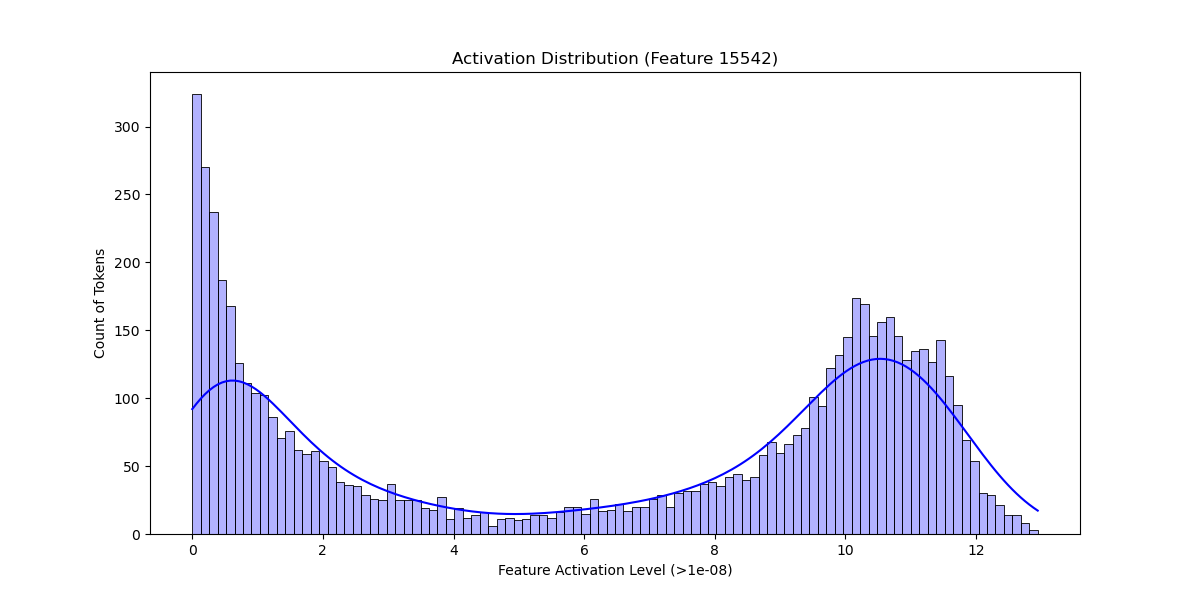 Activation Distribution (Feature 15542)
Count of Tokens
300
250
200
150
100
50
0
0 2 4 6 8 10 12
Feature Activation Level (>1e-08)